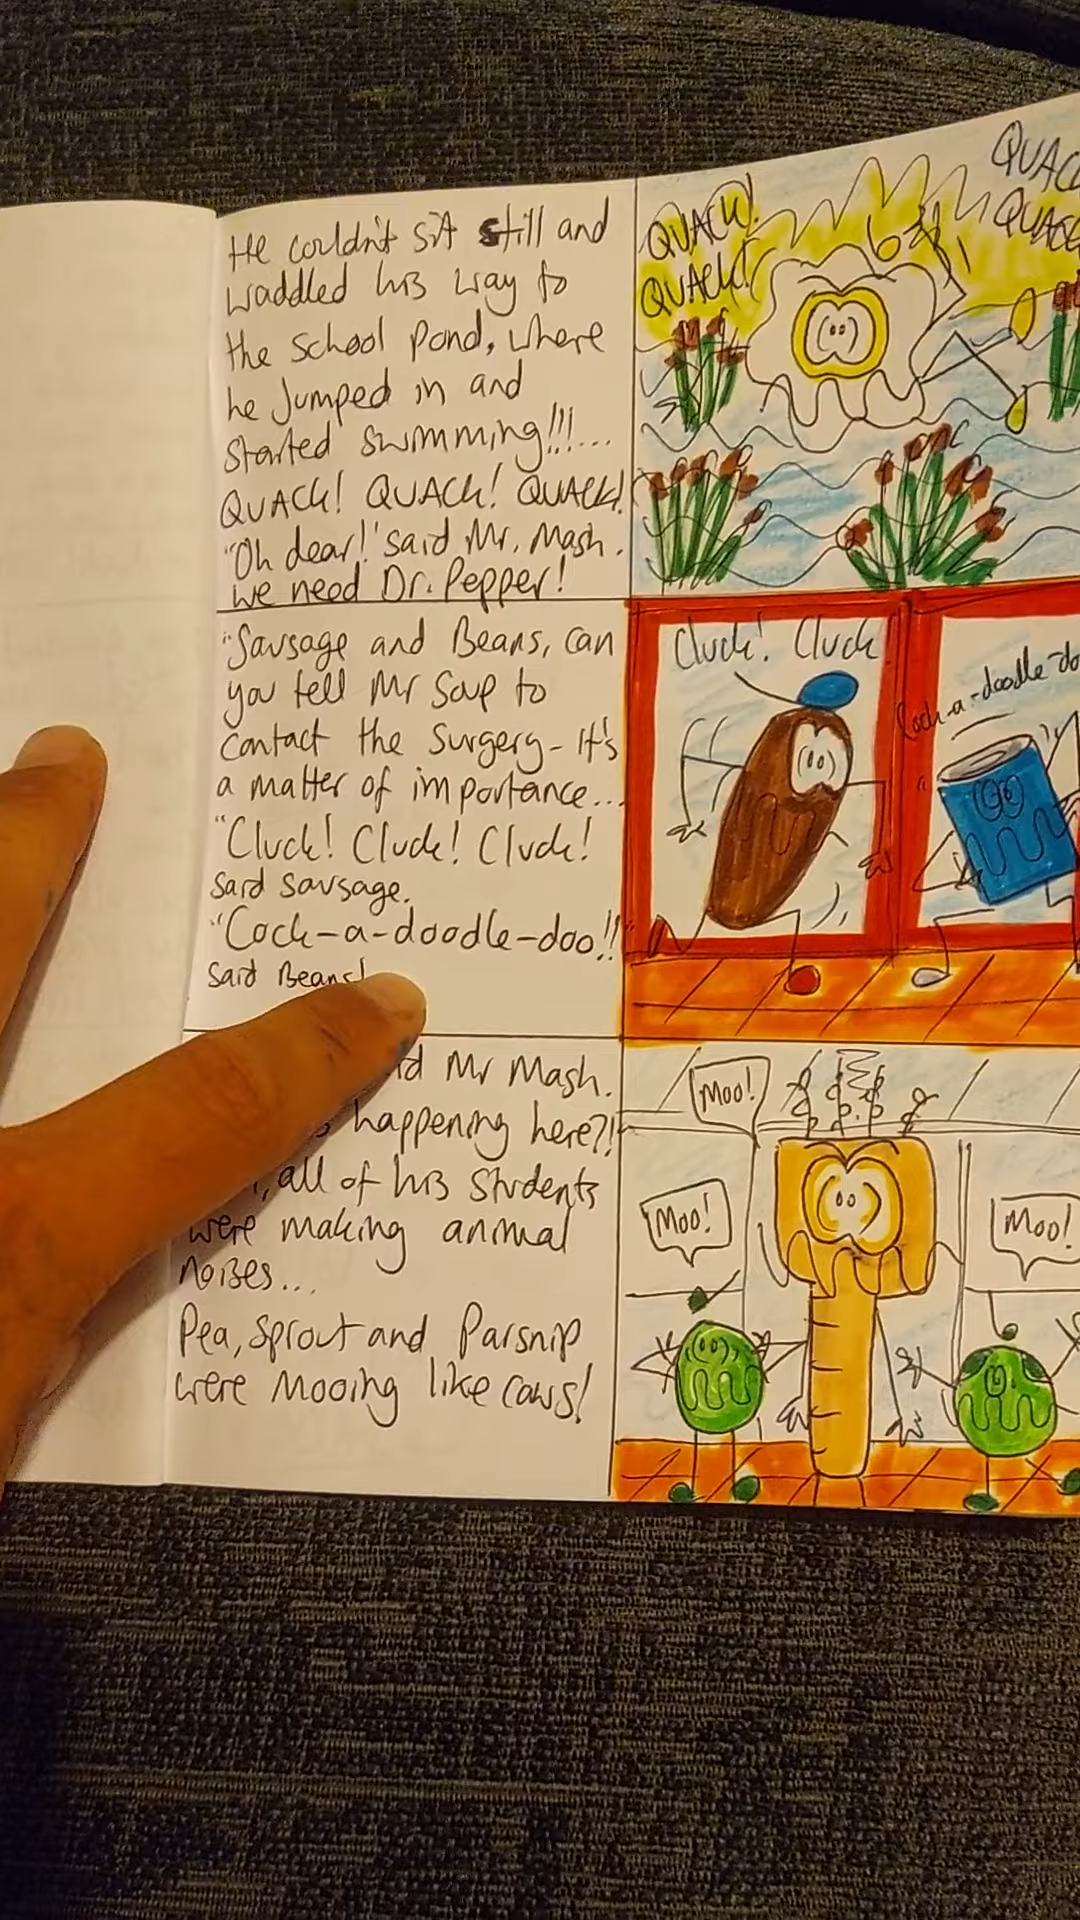 He couldn't sit still and
waddled his way to
the school pond, where
he jumped in and
started swimming!!!...
QUACK! QUACK! QUACK!
"Oh dear!' said Mr. Mash.
we need Dr. Pepper!
"Sausage and Beans, can
you tell Mr Soup to
contact the surgery - it's
a matter of importance...
"Cluck! Cluck! Cluck!
said sausage.
"Cock-a-doodle-doo!!"
said Beans!
Mr Mash.
happening here?!
all of his students
were making animal
noises...
Pea, Sprout and Parsnip
were mooing like cows!
QUACK!
QUACK!
Cluck! Cluck
Cock-a-doodle-do
Moo!
Moo!
Moo!